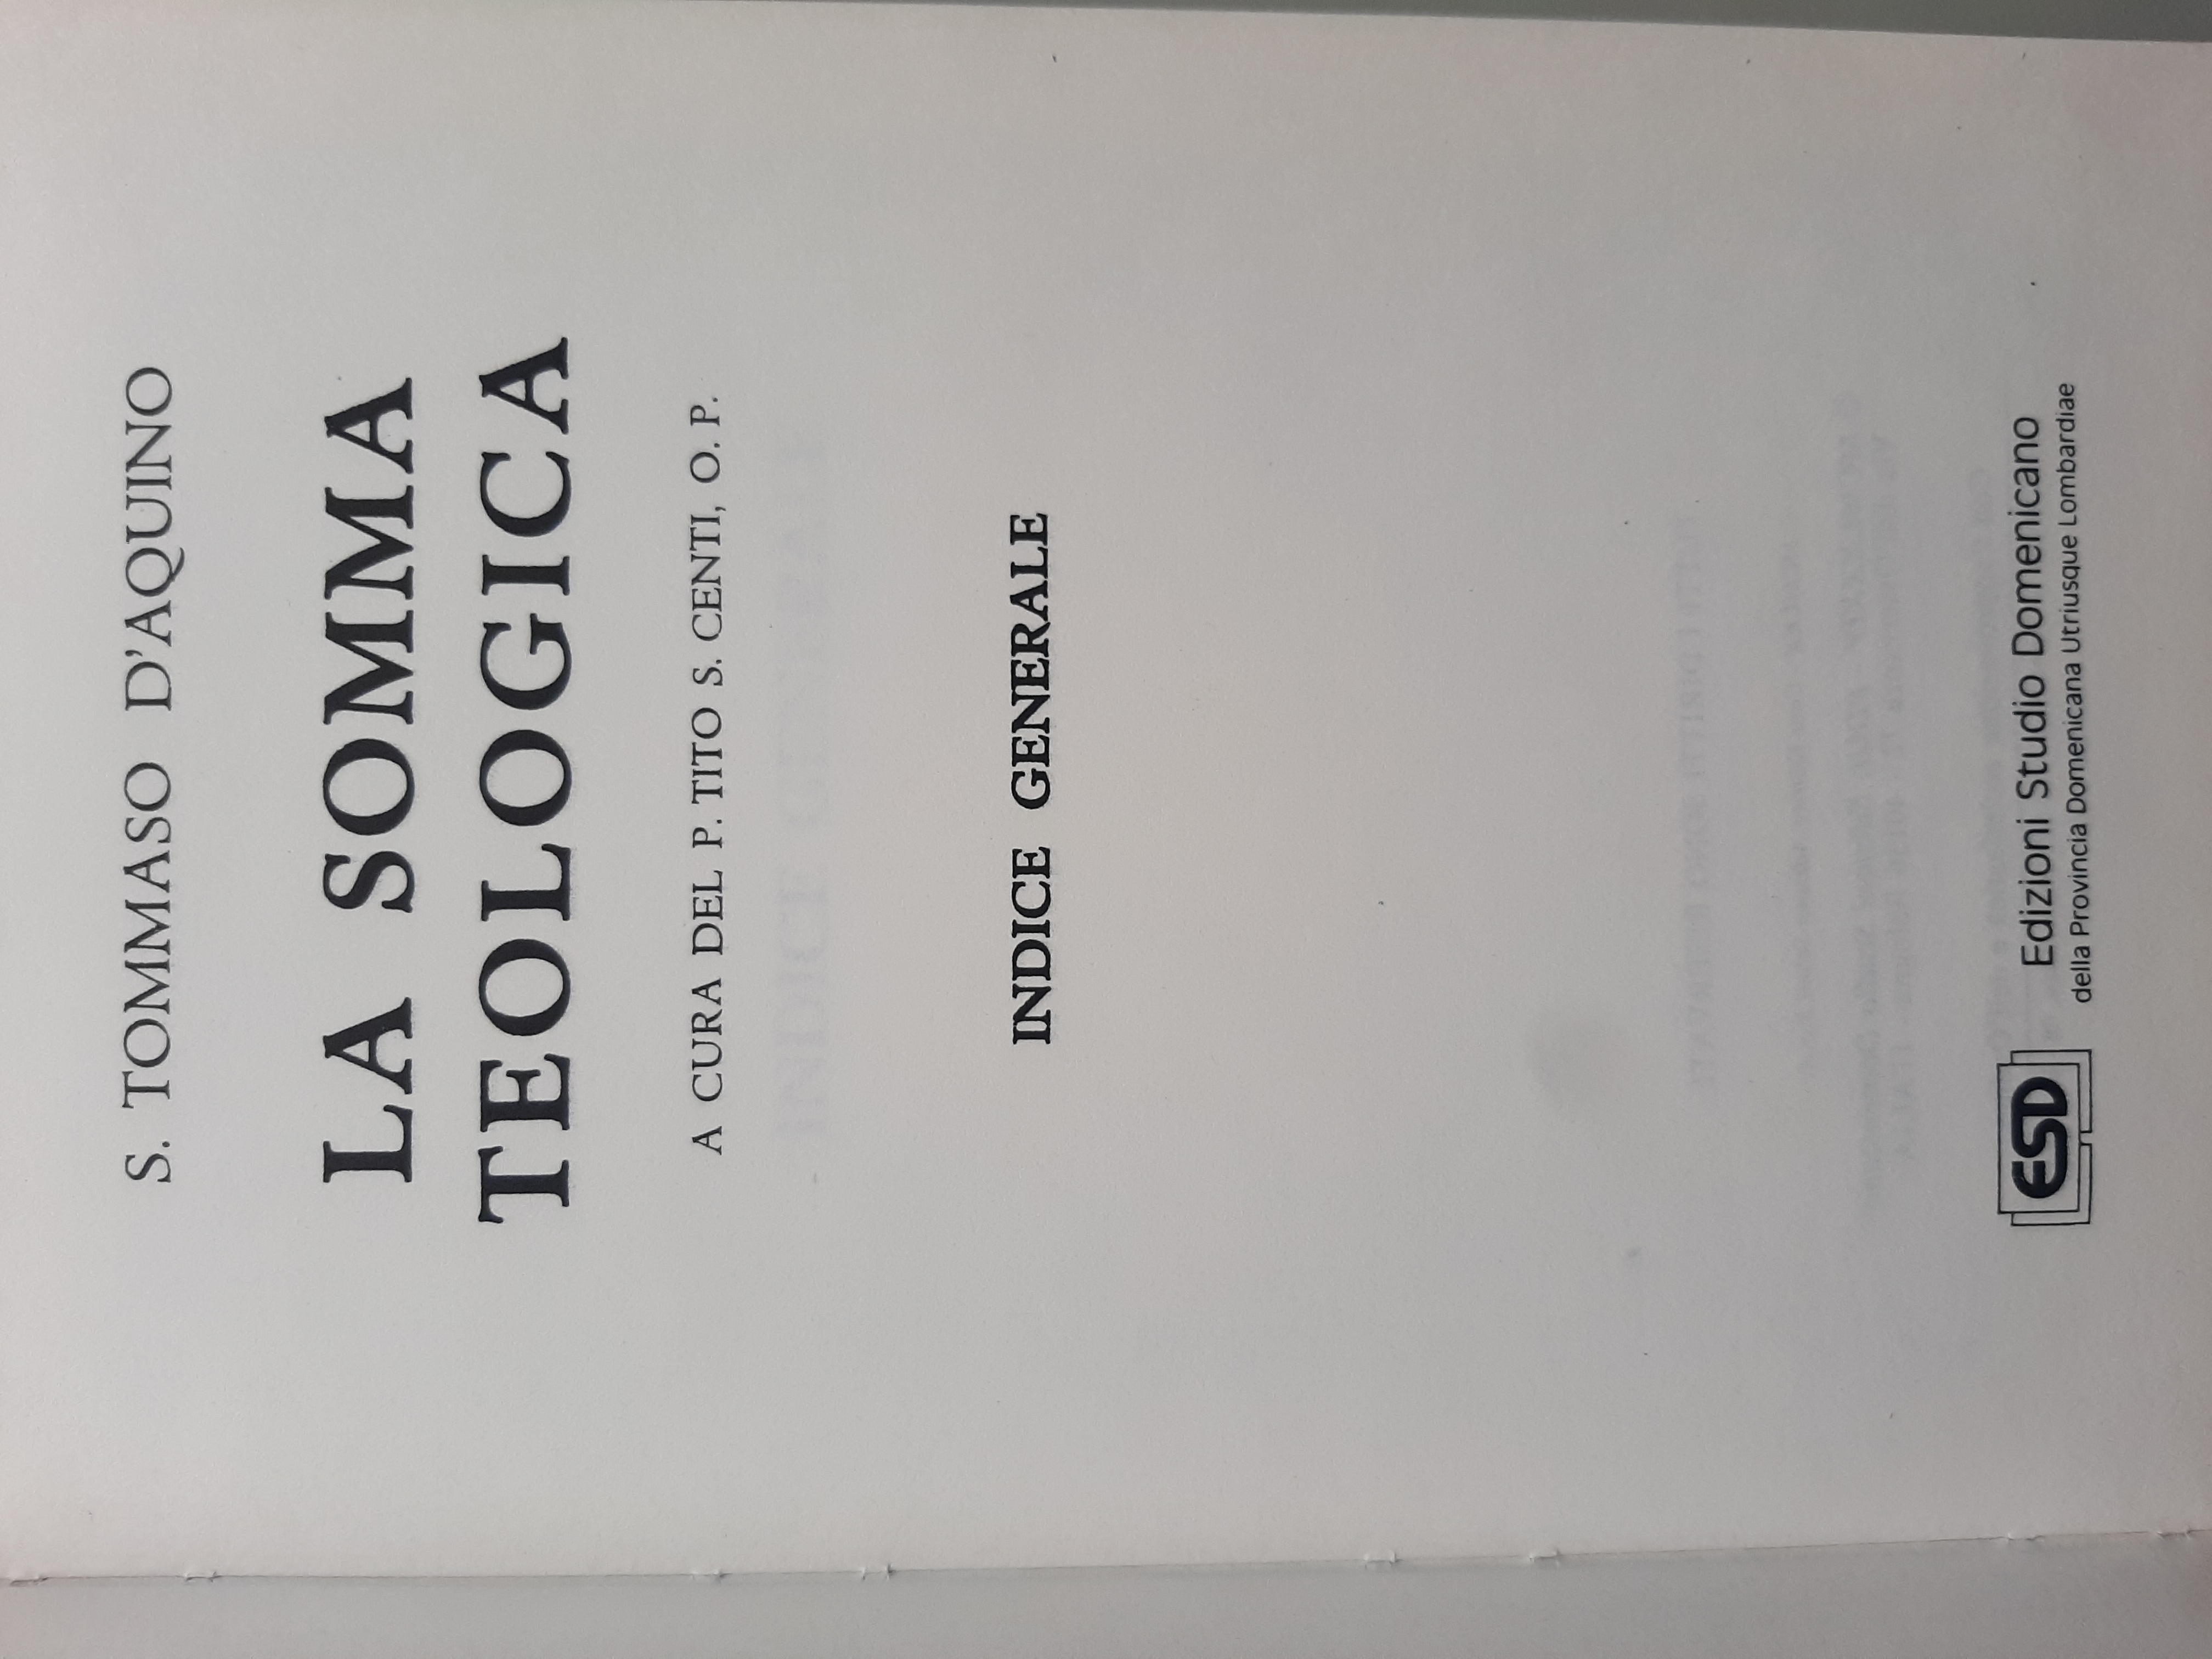 S. TOMMASO D'AQUINO
LA SOMMA
TEOLOGICA
A CURA DEL P. TITO S. CENTI, O. P.
INDICE GENERALE
ESD
Edizioni Studio Domenicano
della Provincia Domenicana Utriusque Lombardiae